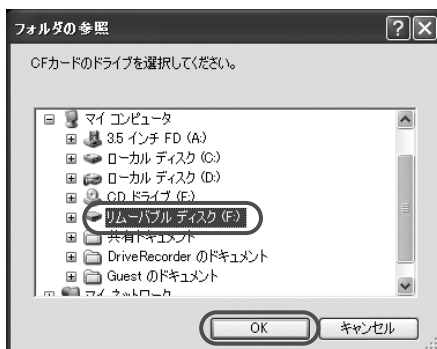 フォルダの参照
CFカードのドライブを選択してください。
マイ コンピュータ
3.5 インチ FD (A:)
ローカル ディスク (C:)
ローカル ディスク (D:)
CD ドライブ (E:)
リムーバブル ディスク (F:)
共有ドキュメント
DriveRecorder のドキュメント
Guest のドキュメント
マイ ネットワーク
OK
キャンセル